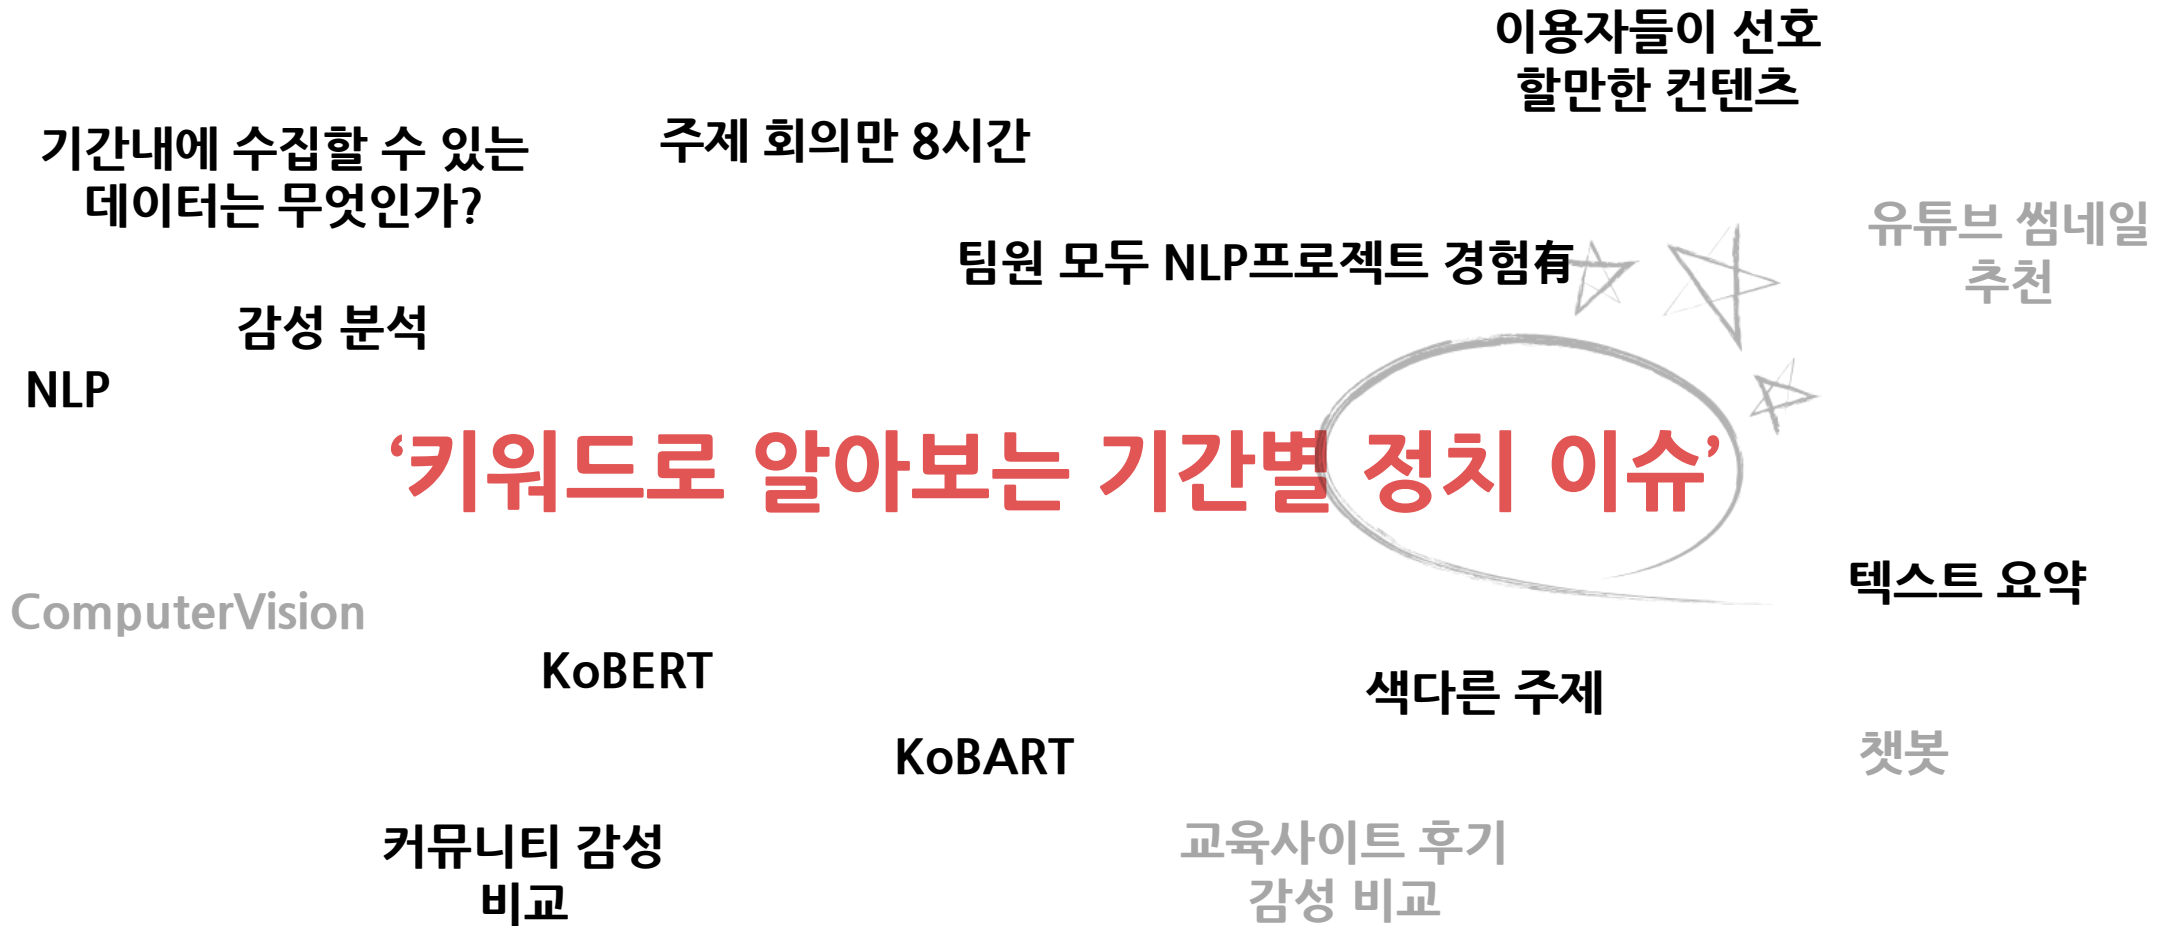 이용자들이 선호
할만한 컨텐츠
기간내에 수집할 수 있는
데이터는 무엇인가?
주제 회의만 8시간
유튜브 썸네일
추천
팀원 모두 NLP프로젝트 경험有
감성 분석
NLP
‘키워드로 알아보는 기간별 정치 이슈’
텍스트 요약
ComputerVision
KoBERT
색다른 주제
KoBART
챗봇
커뮤니티 감성
비교
교육사이트 후기
감성 비교